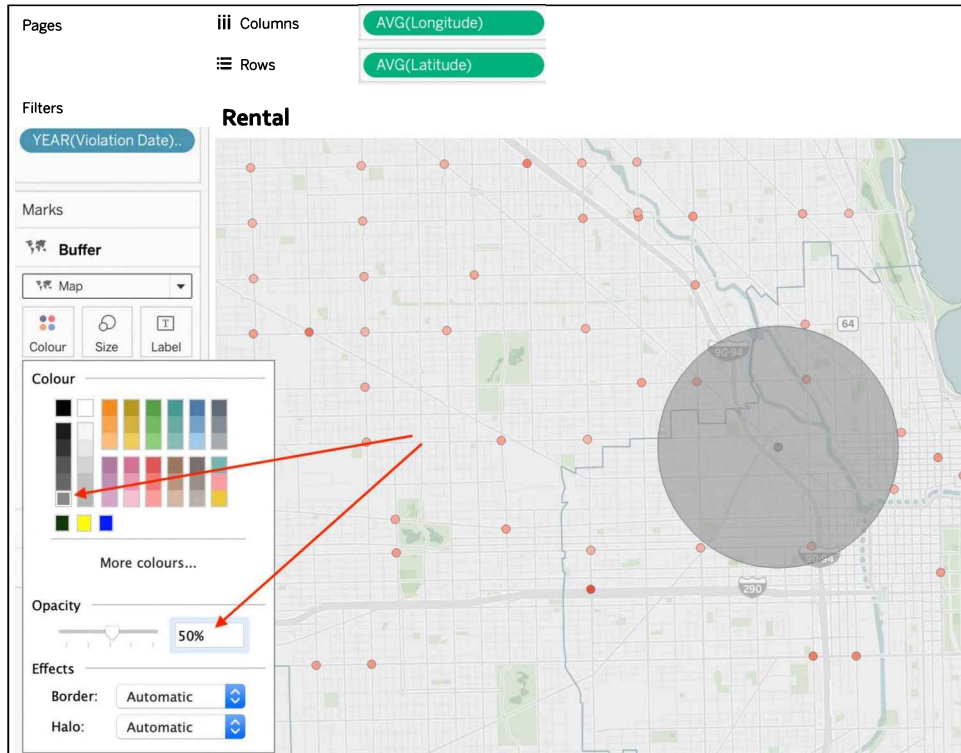 Pages
Columns
AVG(Longitude)
Rows
AVG(Latitude)
Filters
YEAR(Violation Date)..
Rental
Marks
Buffer
Map
Colour
Size
T
Label
Colour
More colours...
Opacity
50%
Effects
Border:
Automatic
Halo:
Automatic
64
90-94
90-94
290